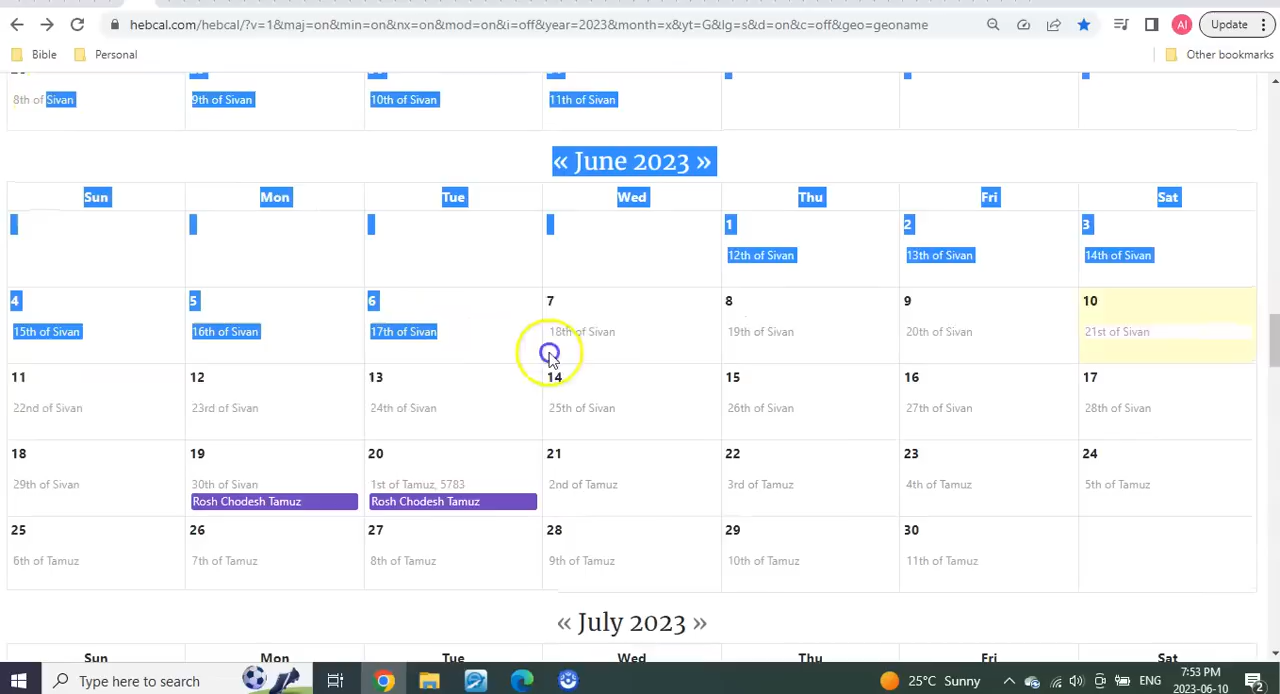 hebcal.com/hebcal/?v=1&maj=on&min=on&nx=on&mod=on&i=off&year=2023&month=x&yt=G&lg=s&d=on&c=off&geo=geoname
AI
Update
Bible
Personal
Other bookmarks
8th of Sivan 9th of Sivan 10th of Sivan 11th of Sivan
« June 2023 »
Sun Mon Tue Wed Thu Fri Sat
1 2 3
12th of Sivan 13th of Sivan 14th of Sivan
4 5 6 7 8 9 10
15th of Sivan 16th of Sivan 17th of Sivan 18th of Sivan 19th of Sivan 20th of Sivan 21st of Sivan
11 12 13 14 15 16 17
22nd of Sivan 23rd of Sivan 24th of Sivan 25th of Sivan 26th of Sivan 27th of Sivan 28th of Sivan
18 19 20 21 22 23 24
29th of Sivan 30th of Sivan 1st of Tamuz, 5783 2nd of Tamuz 3rd of Tamuz 4th of Tamuz 5th of Tamuz
Rosh Chodesh Tamuz Rosh Chodesh Tamuz
25 26 27 28 29 30
6th of Tamuz 7th of Tamuz 8th of Tamuz 9th of Tamuz 10th of Tamuz 11th of Tamuz
« July 2023 »
Sun Mon Tue Wed Thu Fri Sat
Type here to search
25°C Sunny
ENG
7:53 PM
2023-06-10
2